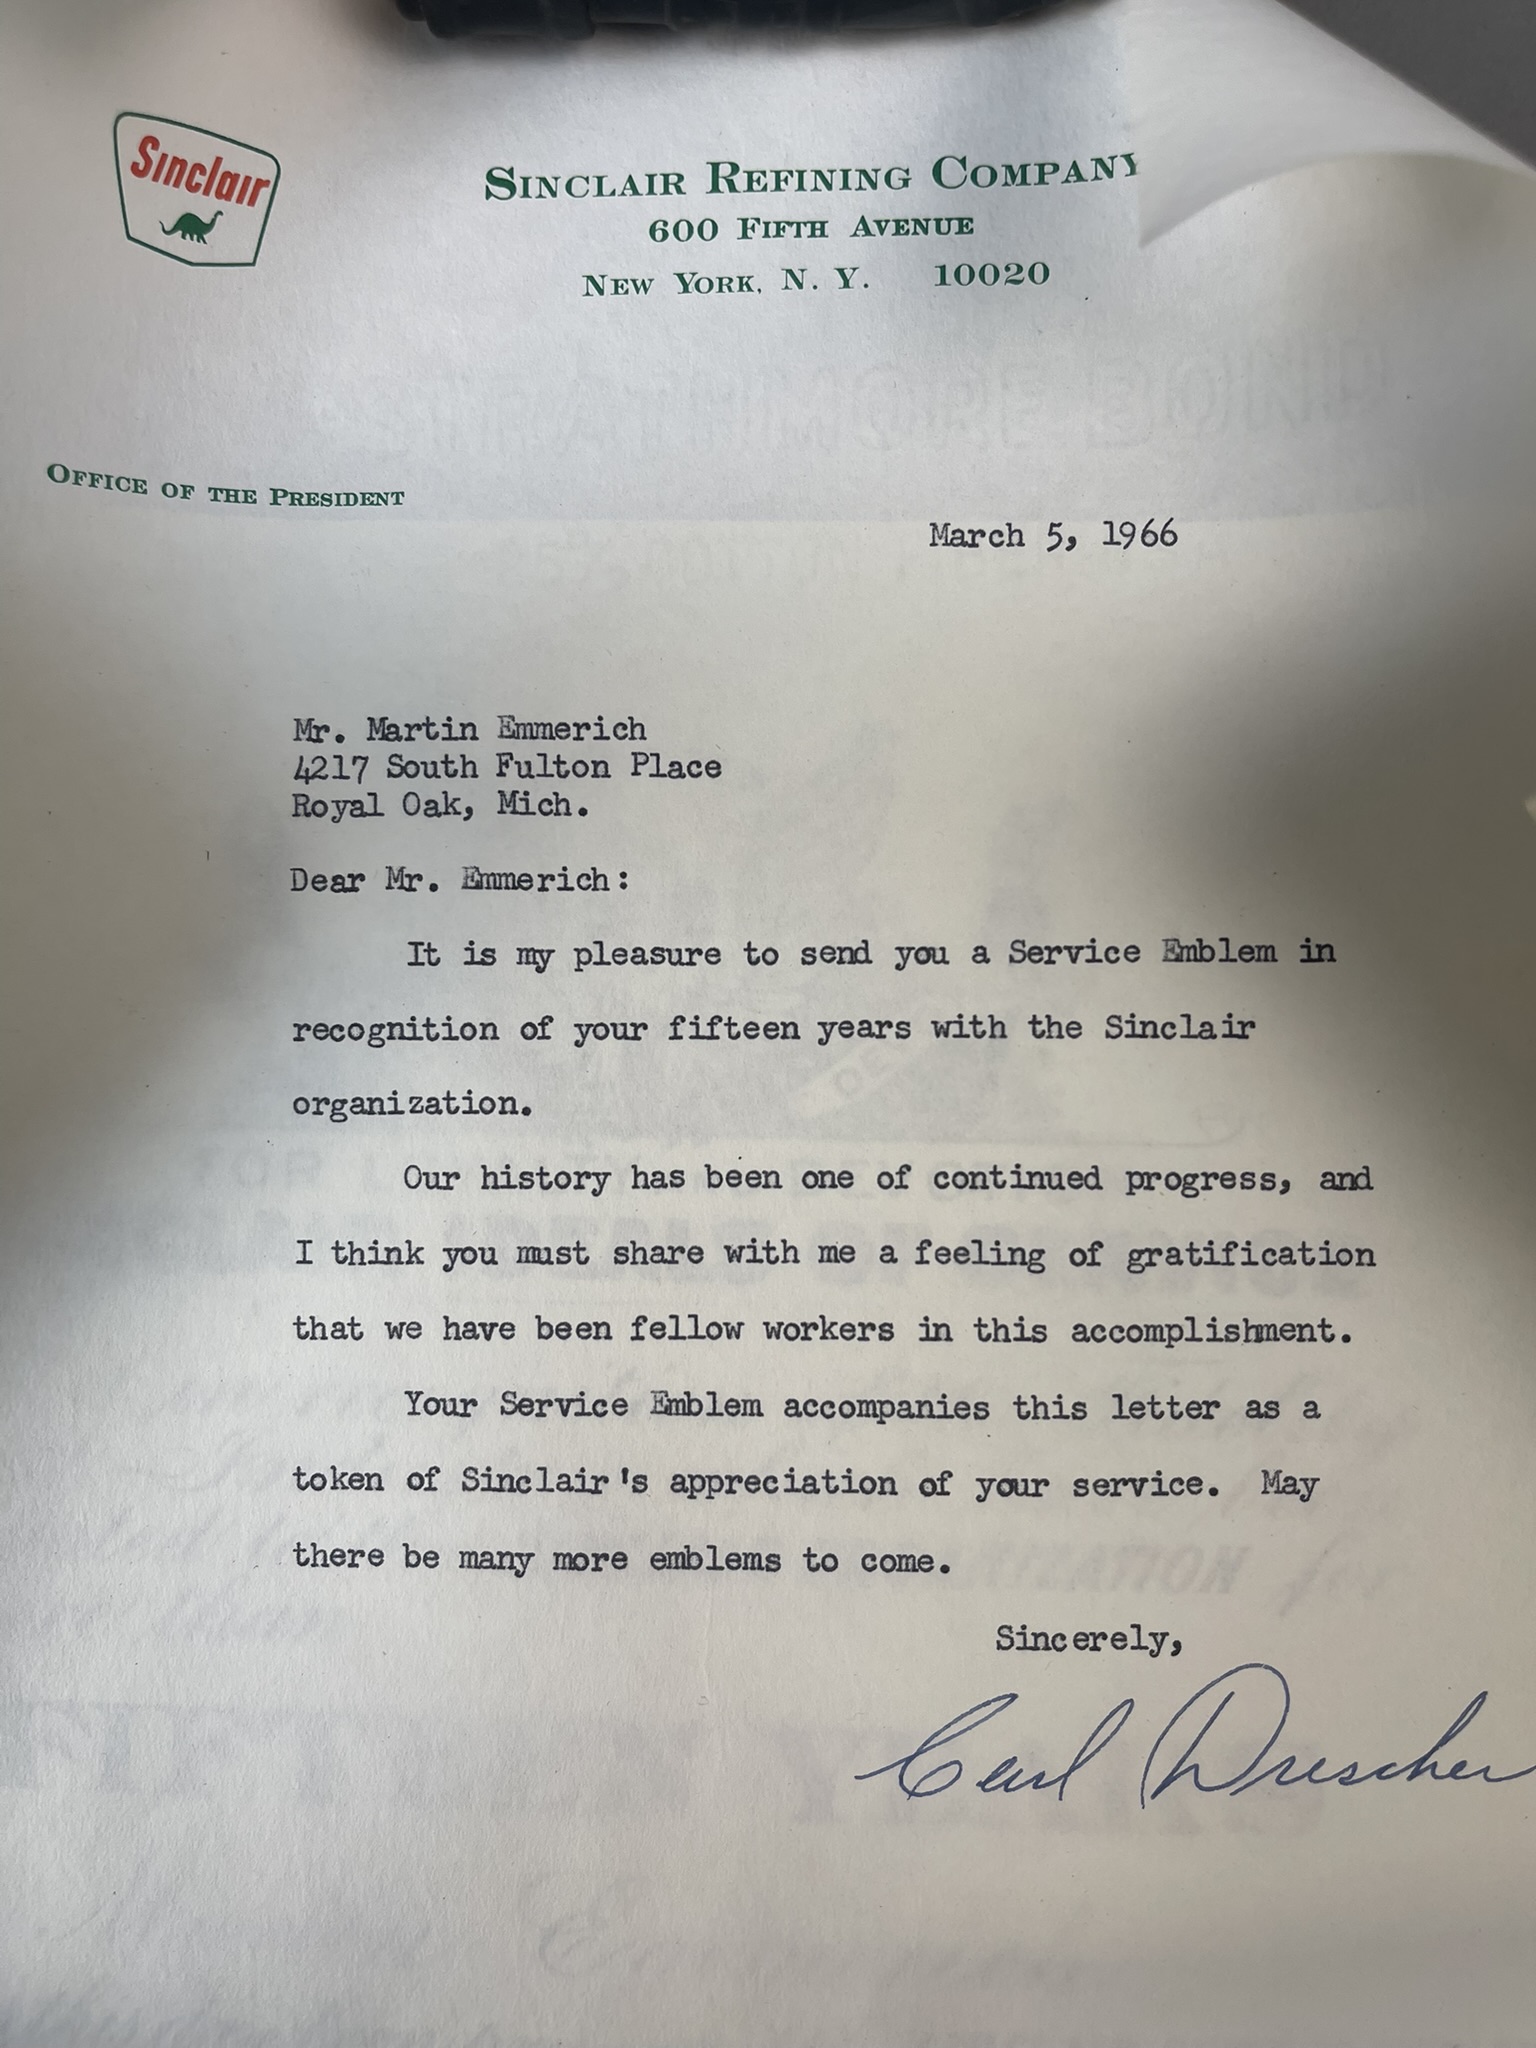 Sinclair
SINCLAIR REFINING COMPANY
600 FIFTH AVENUE
NEW YORK, N. Y. 10020
OFFICE OF THE PRESIDENT
March 5, 1966
Mr. Martin Emmerich
4217 South Fulton Place
Royal Oak, Mich.
Dear Mr. Emmerich:
It is my pleasure to send you a Service Emblem in
recognition of your fifteen years with the Sinclair
organization.
Our history has been one of continued progress, and
I think you must share with me a feeling of gratification
that we have been fellow workers in this accomplishment.
Your Service Emblem accompanies this letter as a
token of Sinclair's appreciation of your service. May
there be many more emblems to come.
Sincerely,
Carl Drescher